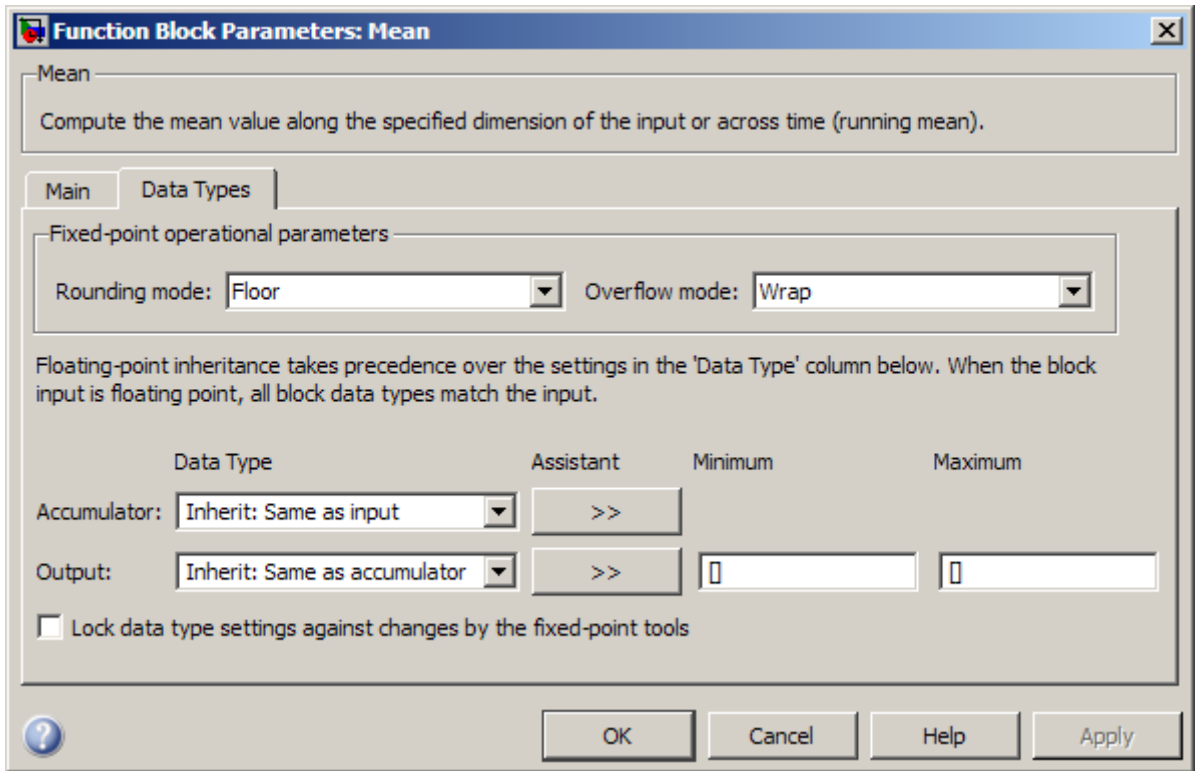 Function Block Parameters: Mean
Mean
Compute the mean value along the specified dimension of the input or across time (running mean).
Main Data Types
Fixed-point operational parameters
Rounding mode: Floor Overflow mode: Wrap
Floating-point inheritance takes precedence over the settings in the 'Data Type' column below. When the block
input is floating point, all block data types match the input.
Data Type Assistant Minimum Maximum
Accumulator: Inherit: Same as input >>
Output: Inherit: Same as accumulator >> [] []
Lock data type settings against changes by the fixed-point tools
? OK Cancel Help Apply